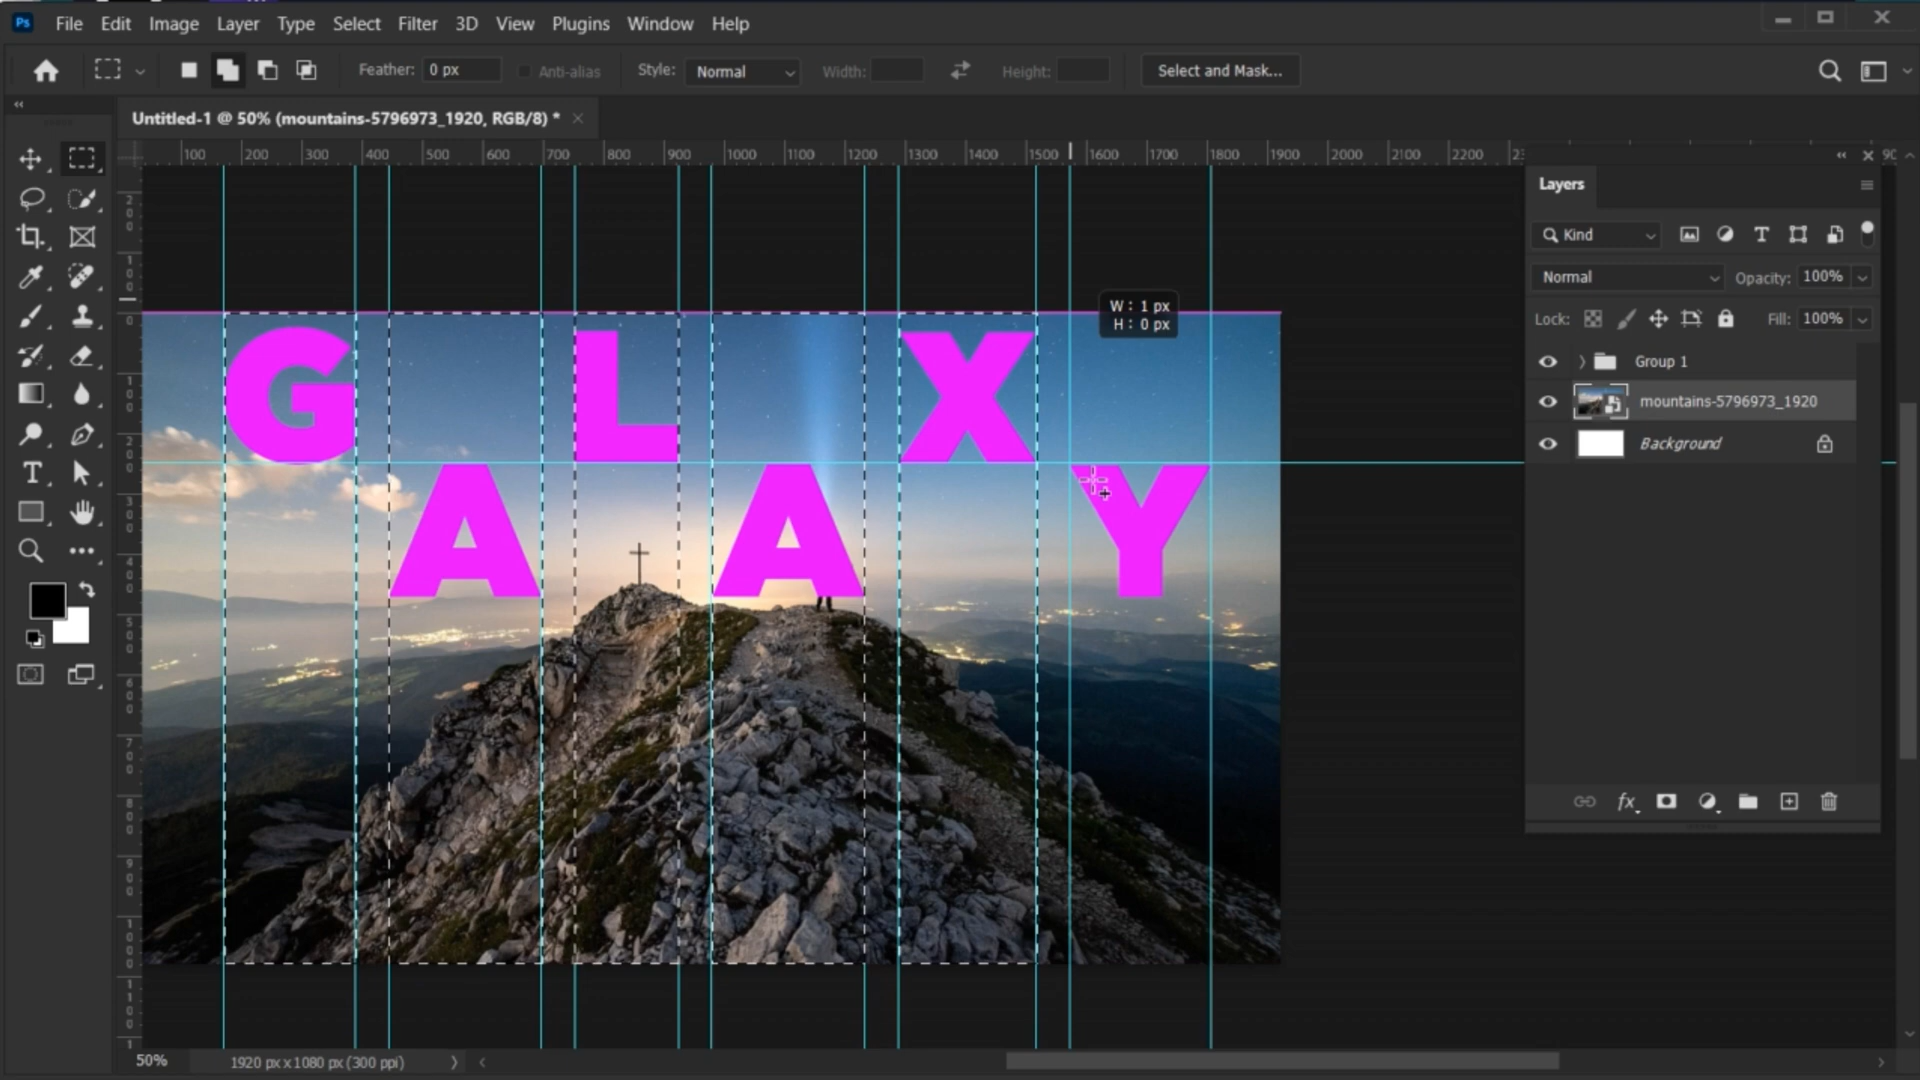 Ps File Edit Image Layer Type Select Filter 3D View Plugins Window Help
Feather: 0 px Anti-alias Style: Normal Width: Height: Select and Mask...
Untitled-1 @ 50% (mountains-5796973_1920, RGB/8) *
100 200 300 400 500 600 700 800 900 1000 1100 1200 1300 1400 1500 1600 1700 1800 1900 2000 2100 2200
W : 1 px
H : 0 px
G L X
A A Y
Layers
Kind
Normal Opacity: 100%
Lock: Fill: 100%
Group 1
mountains-5796973_1920
Background
fx
50% 1920 px x 1080 px (300 ppi)